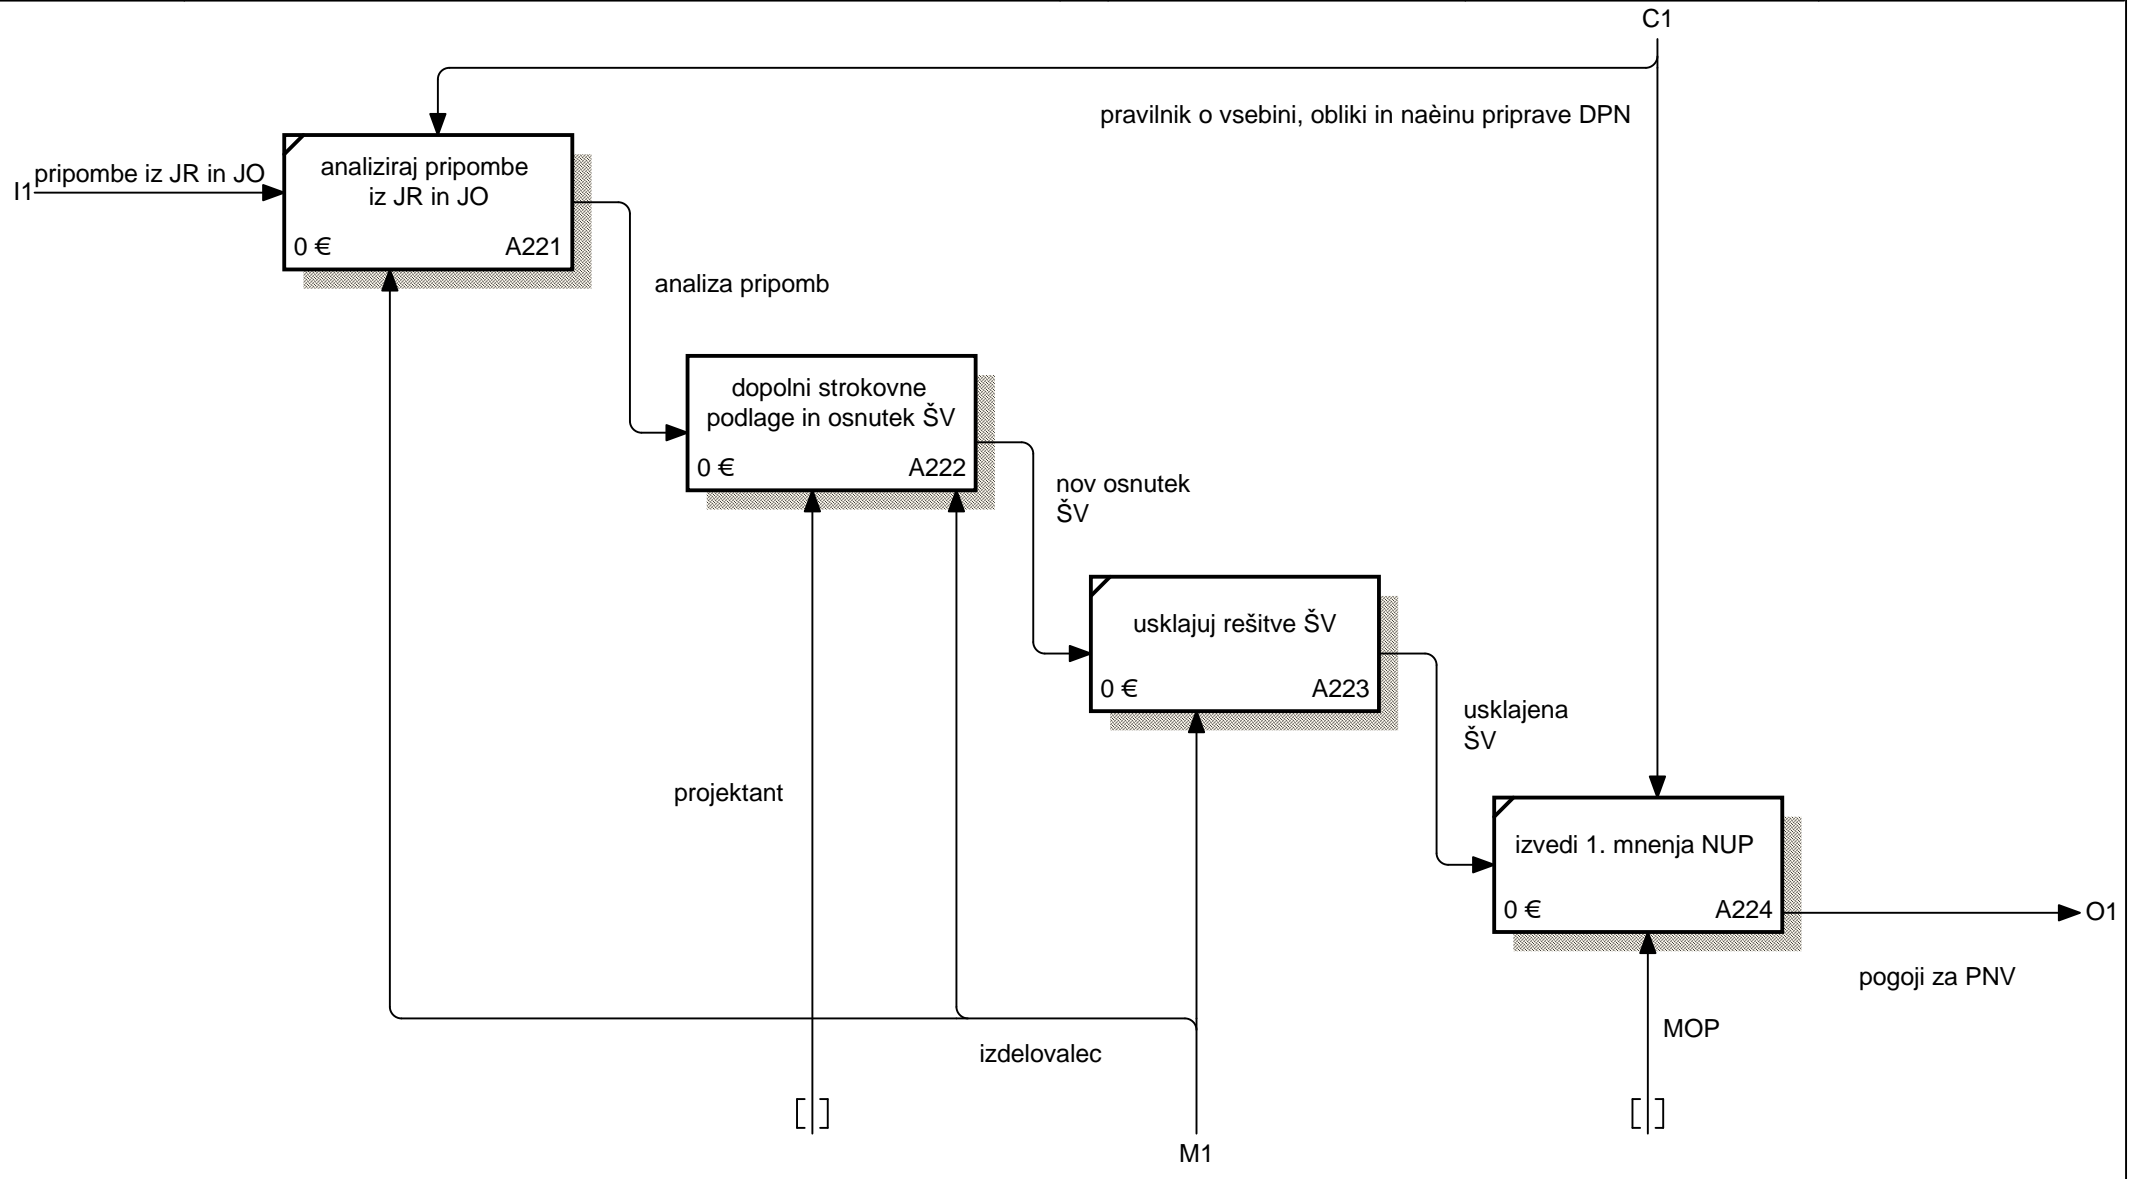 C1
pravilnik o vsebini, obliki in naèinu priprave DPN
I1
pripombe iz JR in JO
analiziraj pripombe
iz JR in JO
0 €
A221
analiza pripomb
dopolni strokovne
podlage in osnutek ŠV
0 €
A222
nov osnutek
ŠV
usklajuj rešitve ŠV
0 €
A223
usklajena
ŠV
projektant
izvedi 1. mnenja NUP
0 €
A224
O1
pogoji za PNV
MOP
izdelovalec
M1